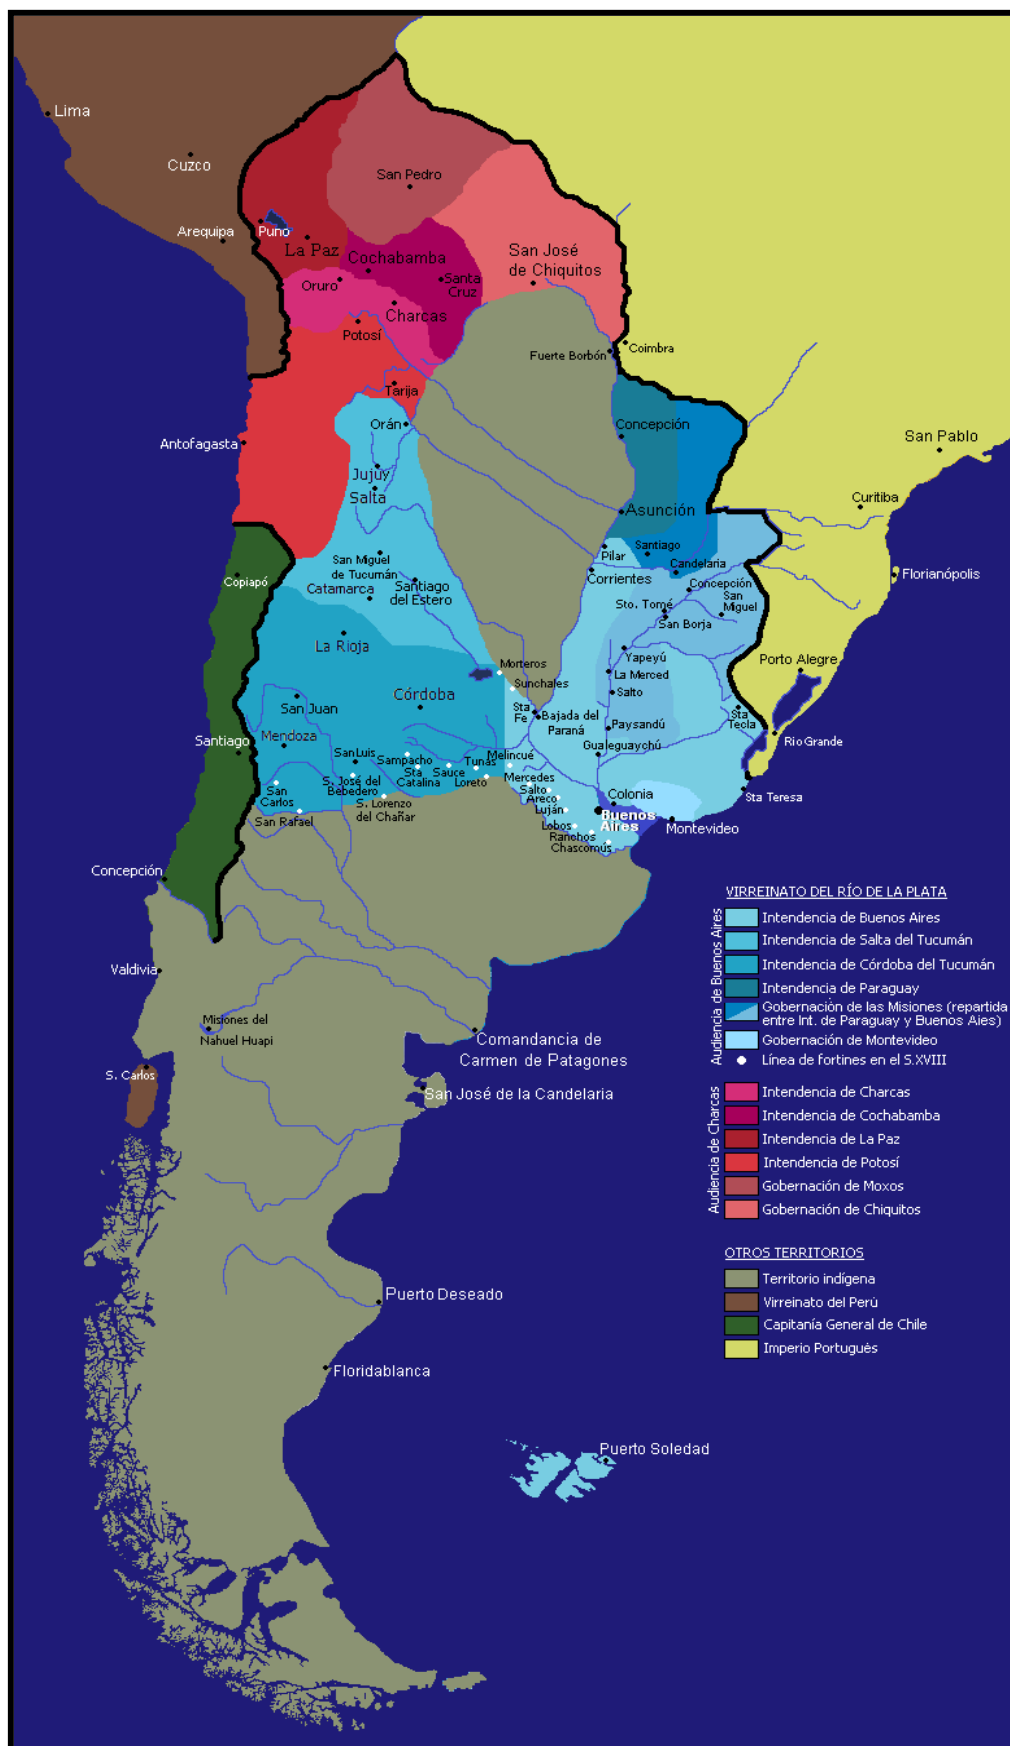 Lima
Cuzco
San Pedro
Arequipa
Puno
La Paz
Cochabamba
San José
de Chiquitos
Oruro
Santa
Cruz
Charcas
Potosí
Coimbra
Fuerte Borbón
Tarija
Orán
Concepción
Antofagasta
San Pablo
Jujuy
Salta
Curitiba
Asunción
Pilar
Santiago
San Miguel
de Tucumán
Candelaria
Corrientes
Copiapó
Catamarca
Santiago
del Estero
Concepción
San
Miguel
Florianópolis
Sto. Tomé
San Borja
La Rioja
Yapeyú
Morteros
La Merced
Porto Alegre
Sunchales
Salto
Córdoba
San Juan
Sta
Fe
Bajada del
Paraná
Paysandú
Sta
Tecla
Mendoza
Santiago
San Luis
Sampacho
Melincué
Gualeguaychú
Rio Grande
Sta
Catalina
Sauce
Tunas
Loreto
Mercedes
San
Carlos
S. José del
Bebedero
Salto
Areco
Colonia
Sta Teresa
S. Lorenzo
del Chañar
Luján
Buenos
Aires
San Rafael
Lobos
Ranchos
Chascomús
Montevideo
Concepción
Valdivia
Misiones del
Nahuel Huapi
Comandancia de
Carmen de Patagones
S. Carlos
San José de la Candelaria
Puerto Deseado
Floridablanca
Puerto Soledad
VIRREINATO DEL RÍO DE LA PLATA
Audiencia de Buenos Aires
Intendencia de Buenos Aires
Intendencia de Salta del Tucumán
Intendencia de Córdoba del Tucumán
Intendencia de Paraguay
Gobernación de las Misiones (repartida
entre Int. de Paraguay y Buenos Aies)
Gobernación de Montevideo
Línea de fortines en el S.XVIII
Audiencia de Charcas
Intendencia de Charcas
Intendencia de Cochabamba
Intendencia de La Paz
Intendencia de Potosí
Gobernación de Moxos
Gobernación de Chiquitos
OTROS TERRITORIOS
Territorio indígena
Virreinato del Perú
Capitanía General de Chile
Imperio Portugués